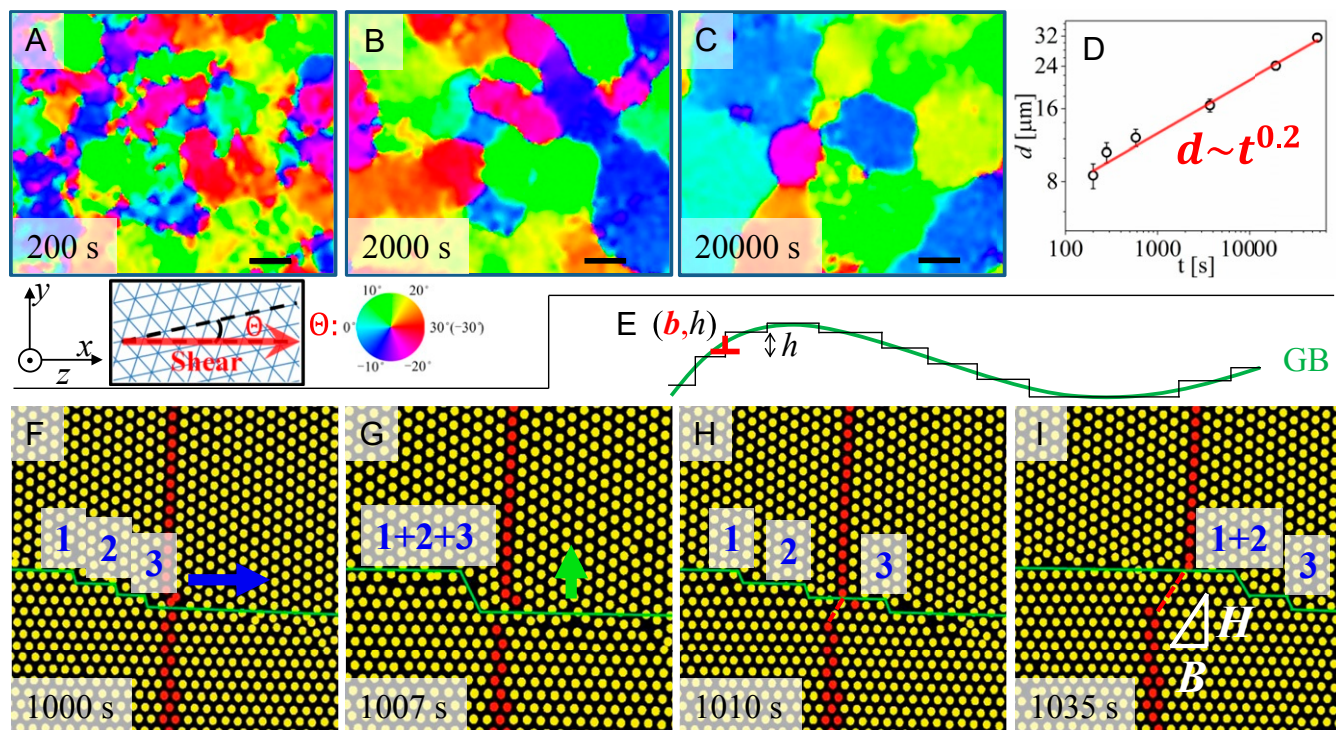 A
200 s
B
2000 s
C
20000 s
D
d [μm]
32
24
16
8
d~t^0.2
100
1000
10000
t [s]
y
x
z
Θ
Shear
Θ:
10°
20°
0°
30°(−30°)
−10°
−20°
E
(b,h)
h
GB
F
1
2
3
1000 s
G
1+2+3
1007 s
H
1
2
3
1010 s
I
1+2
3
H
B
1035 s